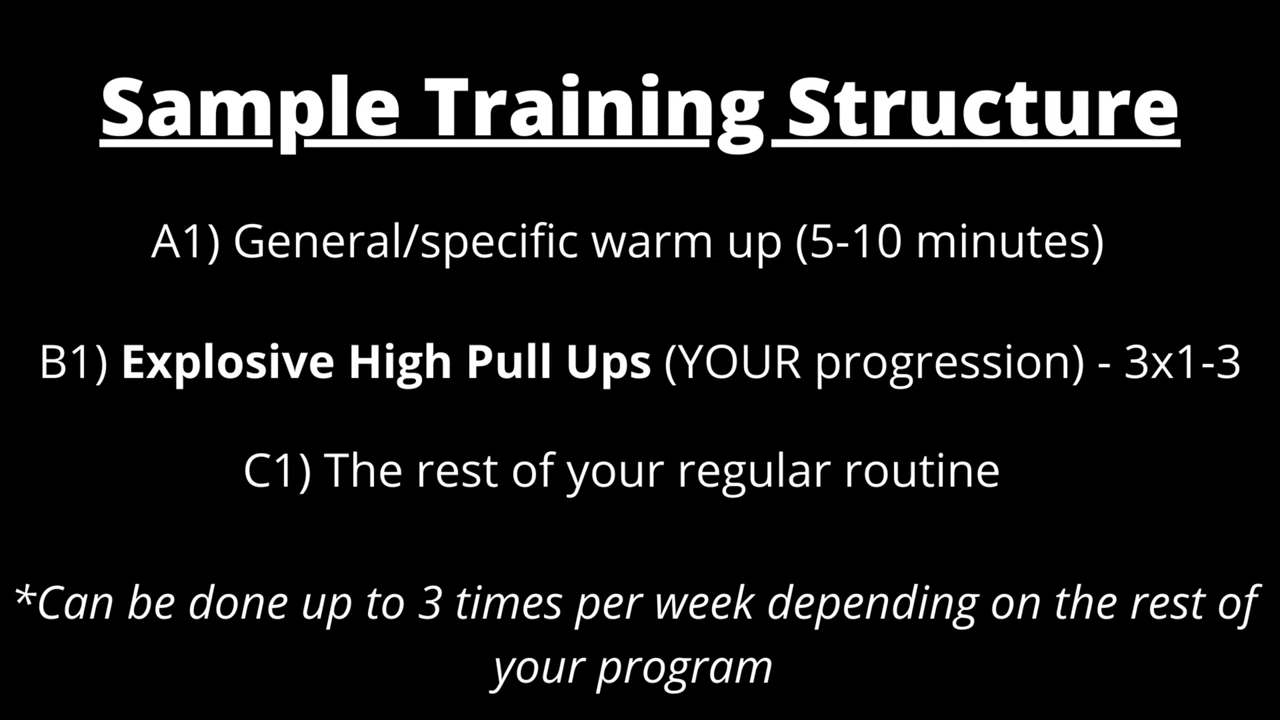 Sample Training Structure
A1) General/specific warm up (5-10 minutes)
B1) Explosive High Pull Ups (YOUR progression) - 3x1-3
C1) The rest of your regular routine
*Can be done up to 3 times per week depending on the rest of
your program